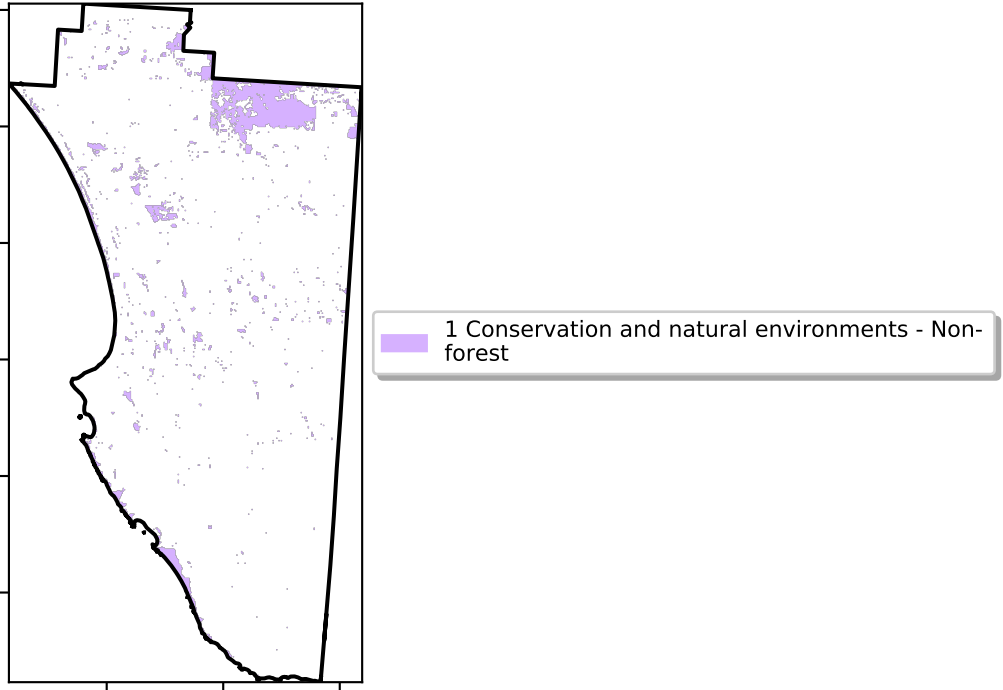 1 Conservation and natural environments - Non-
forest